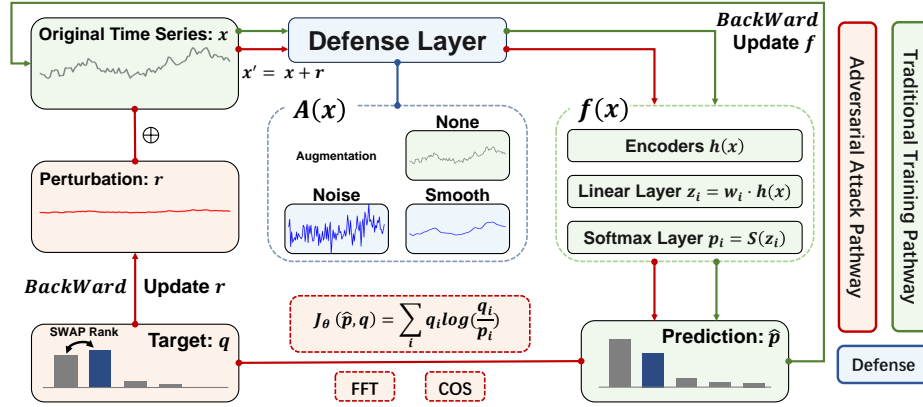 Original Time Series: x
x′ = x + r
⊕
Perturbation: r
BackWard Update r
SWAP Rank
Target: q
Defense Layer
A(x)
None
Augmentation
Noise
Smooth
J_θ (p̂, q) = ∑_i q_i log(q_i/p_i)
FFT
COS
BackWard
Update f
f(x)
Encoders h(x)
Linear Layer z_i = w_i · h(x)
Softmax Layer p_i = S(z_i)
Prediction: p̂
Adversarial Attack Pathway
Traditional Training Pathway
Defense